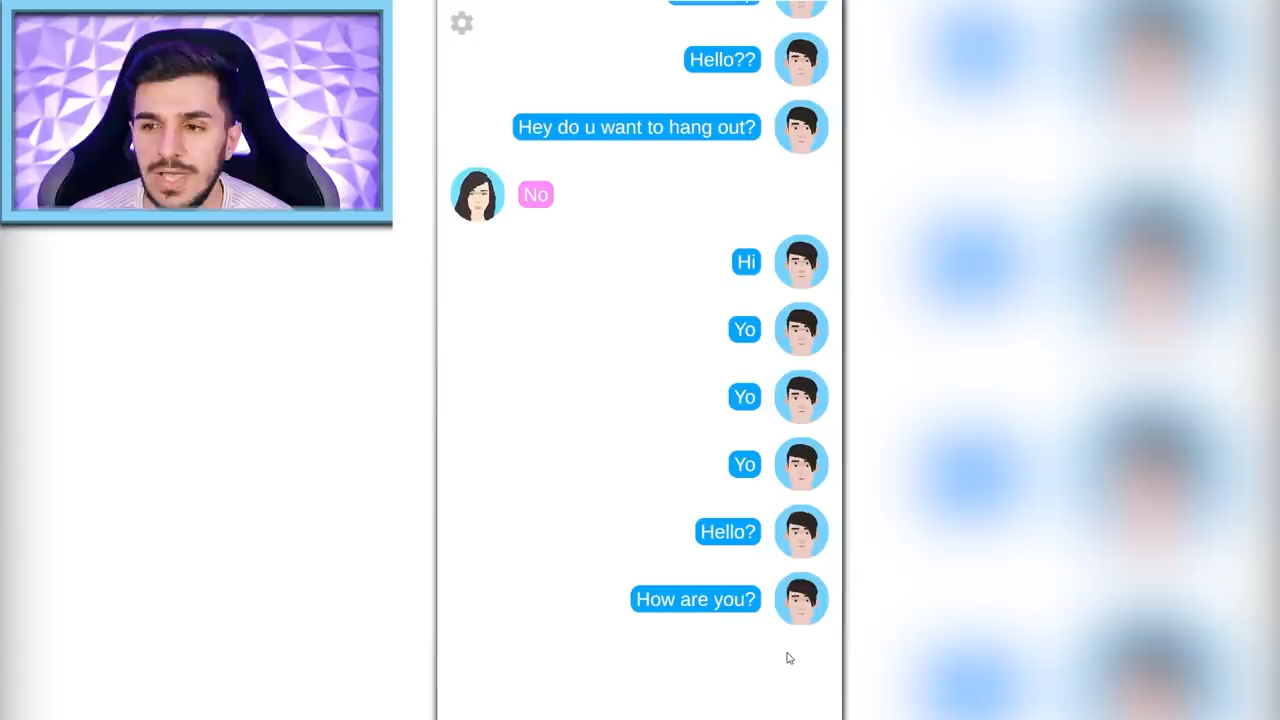 Hello??
Hey do u want to hang out?
No
Hi
Yo
Yo
Yo
Hello?
How are you?